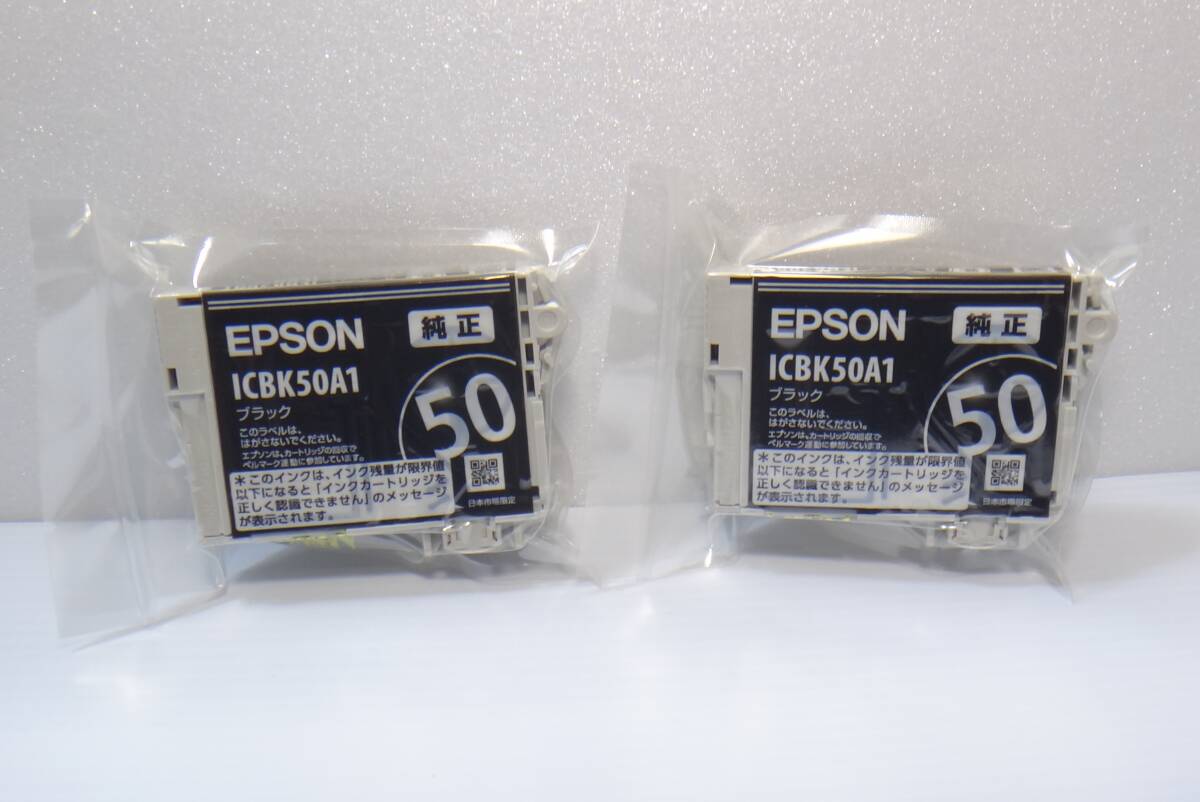 EPSON 純正
ICBK50A1
ブラック
50
このラベルは、
はがさないでください。
エプソンは、カートリッジの回収で
ベルマーク運動に参加しています。
＊このインクは、インク残量が限界値
以下になると「インクカートリッジを
正しく認識できません」のメッセージ
が表示されます。
日本市場限定
EPSON 純正
ICBK50A1
ブラック
50
このラベルは、
はがさないでください。
エプソンは、カートリッジの回収で
ベルマーク運動に参加しています。
＊このインクは、インク残量が限界値
以下になると「インクカートリッジを
正しく認識できません」のメッセージ
が表示されます。
日本市場限定